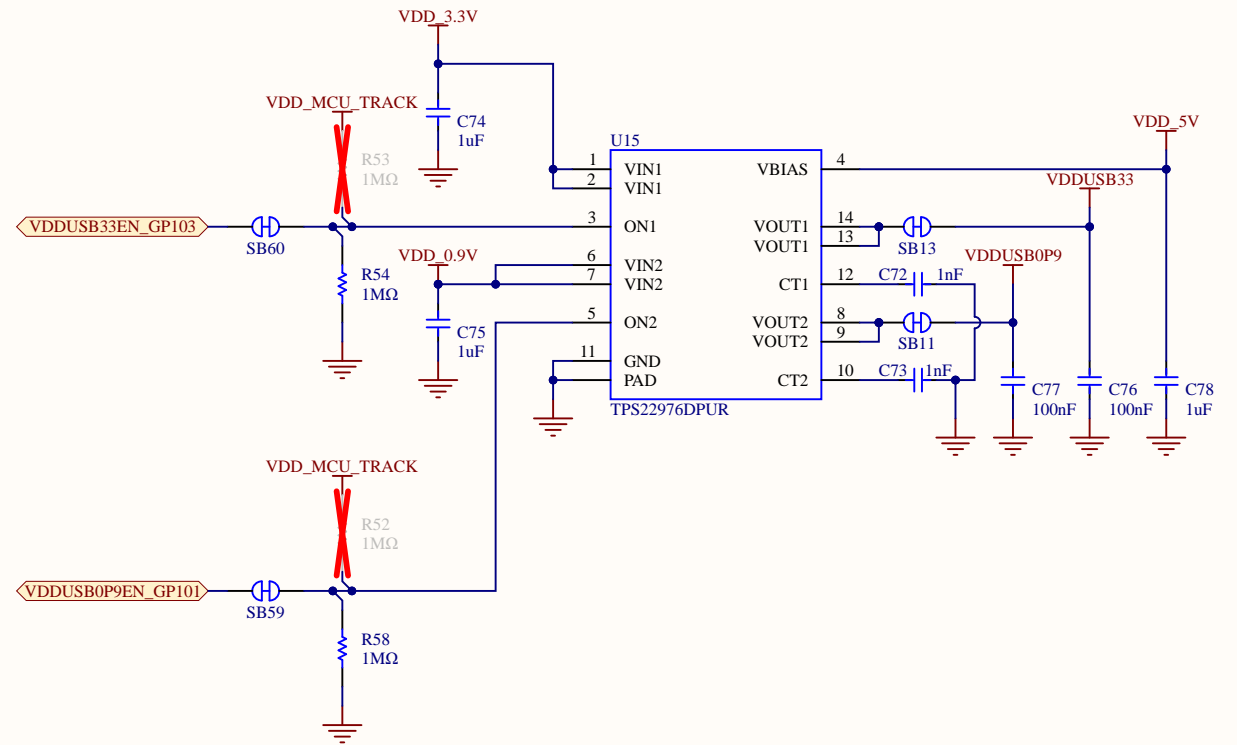 VDD_3.3V
VDD_MCU_TRACK
C74
1uF
R53
1MΩ
VDDUSB33EN_GP103
SB60
R54
1MΩ
VDD_0.9V
C75
1uF
U15
1
VIN1
2
VIN1
3
ON1
6
VIN2
7
VIN2
5
ON2
11
GND
PAD
VBIAS
4
VOUT1
14
VOUT1
13
CT1
12
VOUT2
8
VOUT2
9
CT2
10
TPS22976DPUR
VDD_5V
VDDUSB33
SB13
VDDUSB0P9
C72
1nF
SB11
C73
1nF
C77
100nF
C76
100nF
C78
1uF
VDD_MCU_TRACK
R52
1MΩ
VDDUSB0P9EN_GP101
SB59
R58
1MΩ